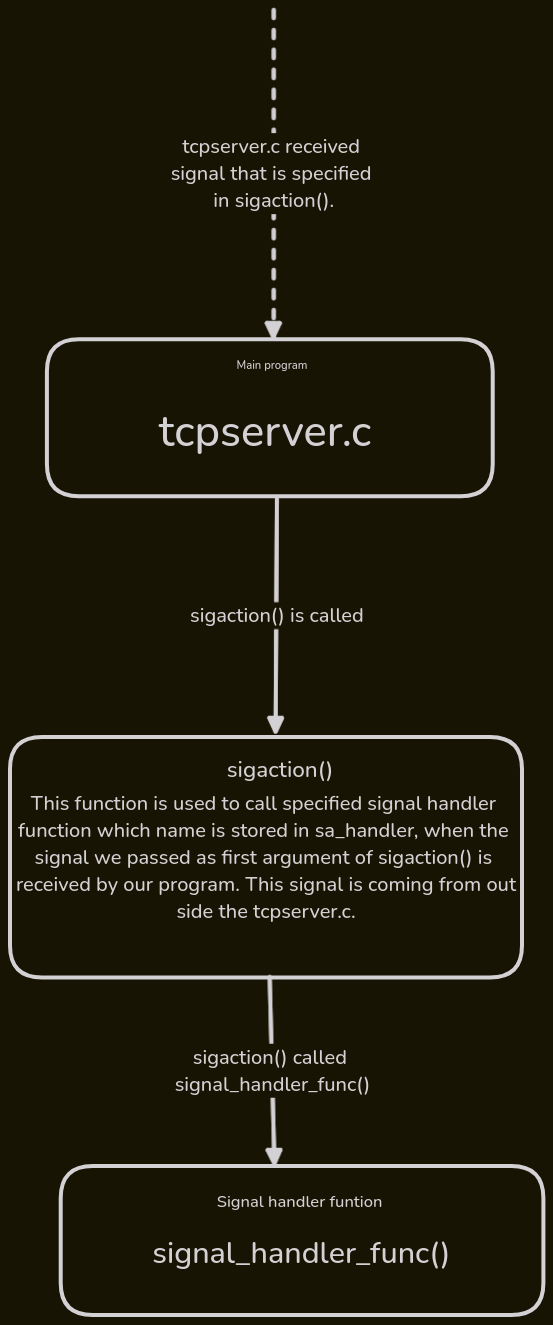 tcpserver.c received
signal that is specified
in sigaction().
Main program
tcpserver.c
sigaction() is called
sigaction()
This function is used to call specified signal handler
function which name is stored in sa_handler, when the
signal we passed as first argument of sigaction() is
received by our program. This signal is coming from out
side the tcpserver.c.
sigaction() called
signal_handler_func()
Signal handler funtion
signal_handler_func()